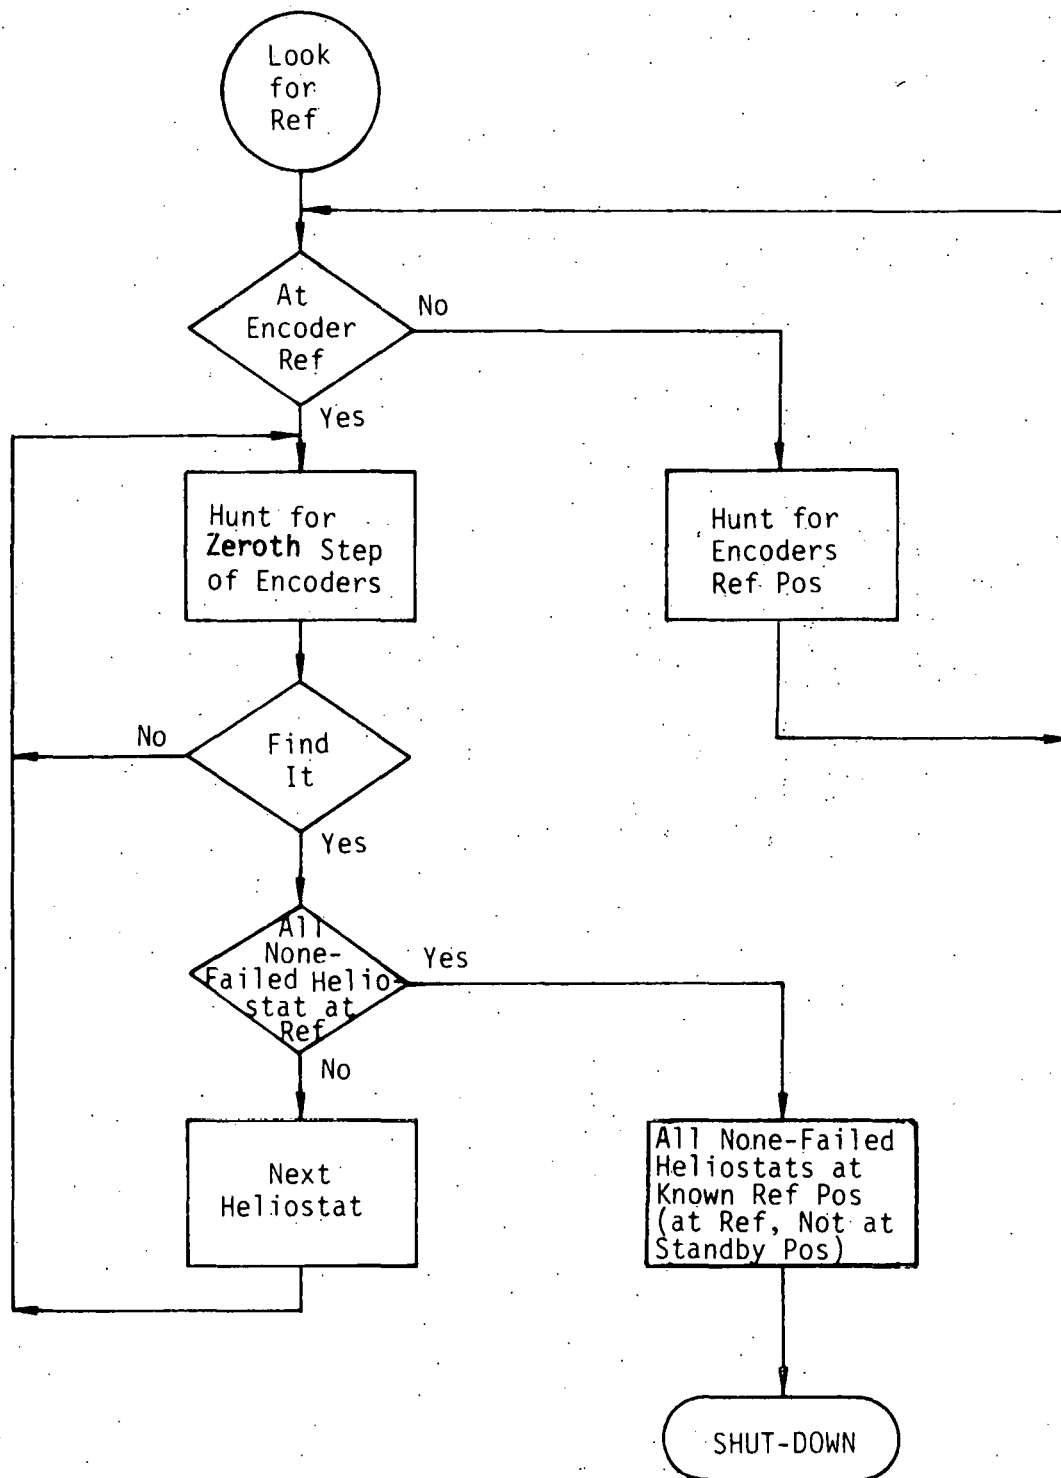 Look
for
Ref
At
Encoder
Ref
No
Yes
Hunt for
Zeroth Step
of Encoders
Hunt for
Encoders
Ref Pos
No
Find
It
Yes
All
None-
Failed Helio-
stat at
Ref
Yes
No
Next
Heliostat
All None-Failed
Heliostats at
Known Ref Pos
(at Ref, Not at
Standby Pos)
SHUT-DOWN